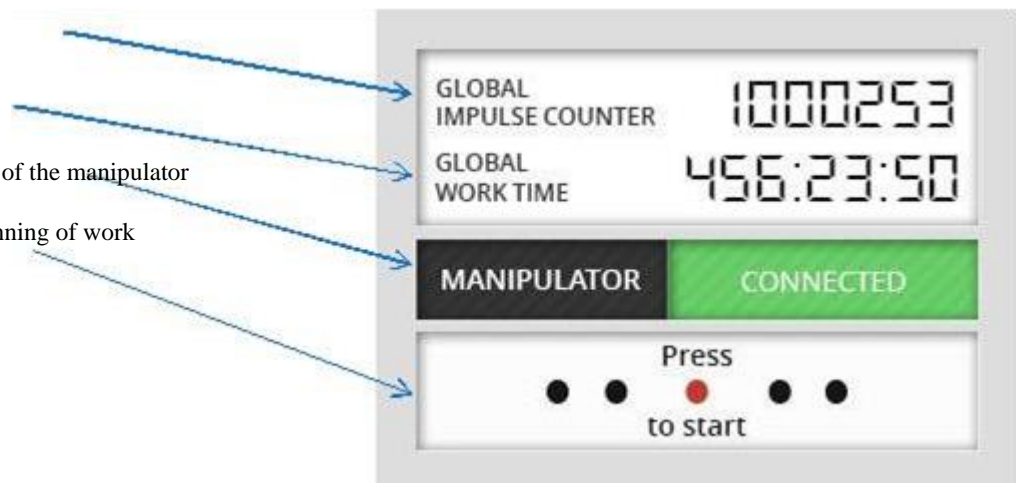 GLOBAL
IMPULSE COUNTER 1000253
GLOBAL
WORK TIME 456:23:50
of the manipulator
of work
MANIPULATOR CONNECTED
Press
to start